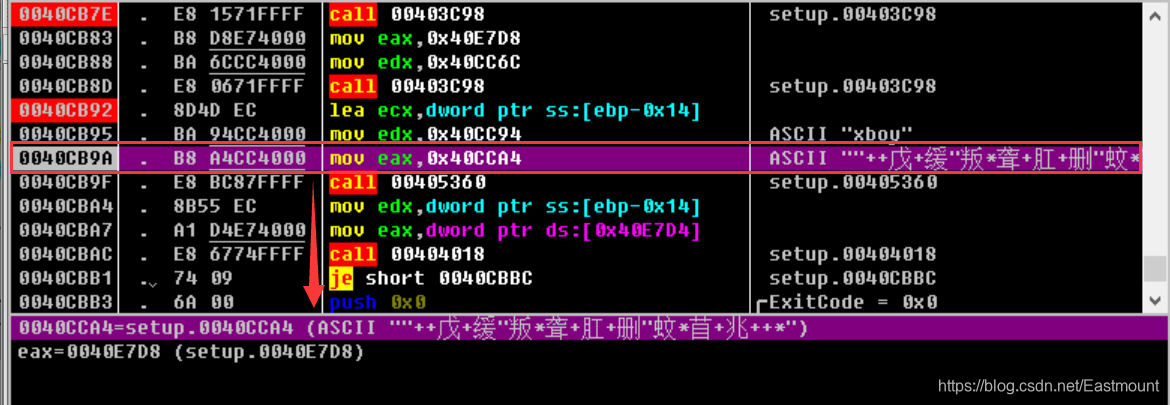 0040CB7E . E8 1571FFFF call 00403C98 setup.00403C98
0040CB83 . B8 D8E74000 mov eax,0x40E7D8
0040CB88 . BA 6CCC4000 mov edx,0x40CC6C
0040CB8D . E8 0671FFFF call 00403C98 setup.00403C98
0040CB92 . 8D4D EC lea ecx,dword ptr ss:[ebp-0x14]
0040CB95 . BA 94CC4000 mov edx,0x40CC94 ASCII "xboy"
0040CB9A . B8 A4CC4000 mov eax,0x40CCA4 ASCII ""++戊+缓"叛*聋+肛+删"蚊*
0040CB9F . E8 BC87FFFF call 00405360 setup.00405360
0040CBA4 . 8B55 EC mov edx,dword ptr ss:[ebp-0x14]
0040CBA7 . A1 D4E74000 mov eax,dword ptr ds:[0x40E7D4]
0040CBAC . E8 6774FFFF call 00404018 setup.00404018
0040CBB1 .⌄ 74 09 je short 0040CBBC setup.0040CBBC
0040CBB3 . 6A 00 push 0x0 ┌ExitCode = 0x0
0040CCA4=setup.0040CCA4 (ASCII ""++戊+缓"叛*聋+肛+删"蚊*苜+兆+++*")
eax=0040E7D8 (setup.0040E7D8)
https://blog.csdn.net/Eastmount